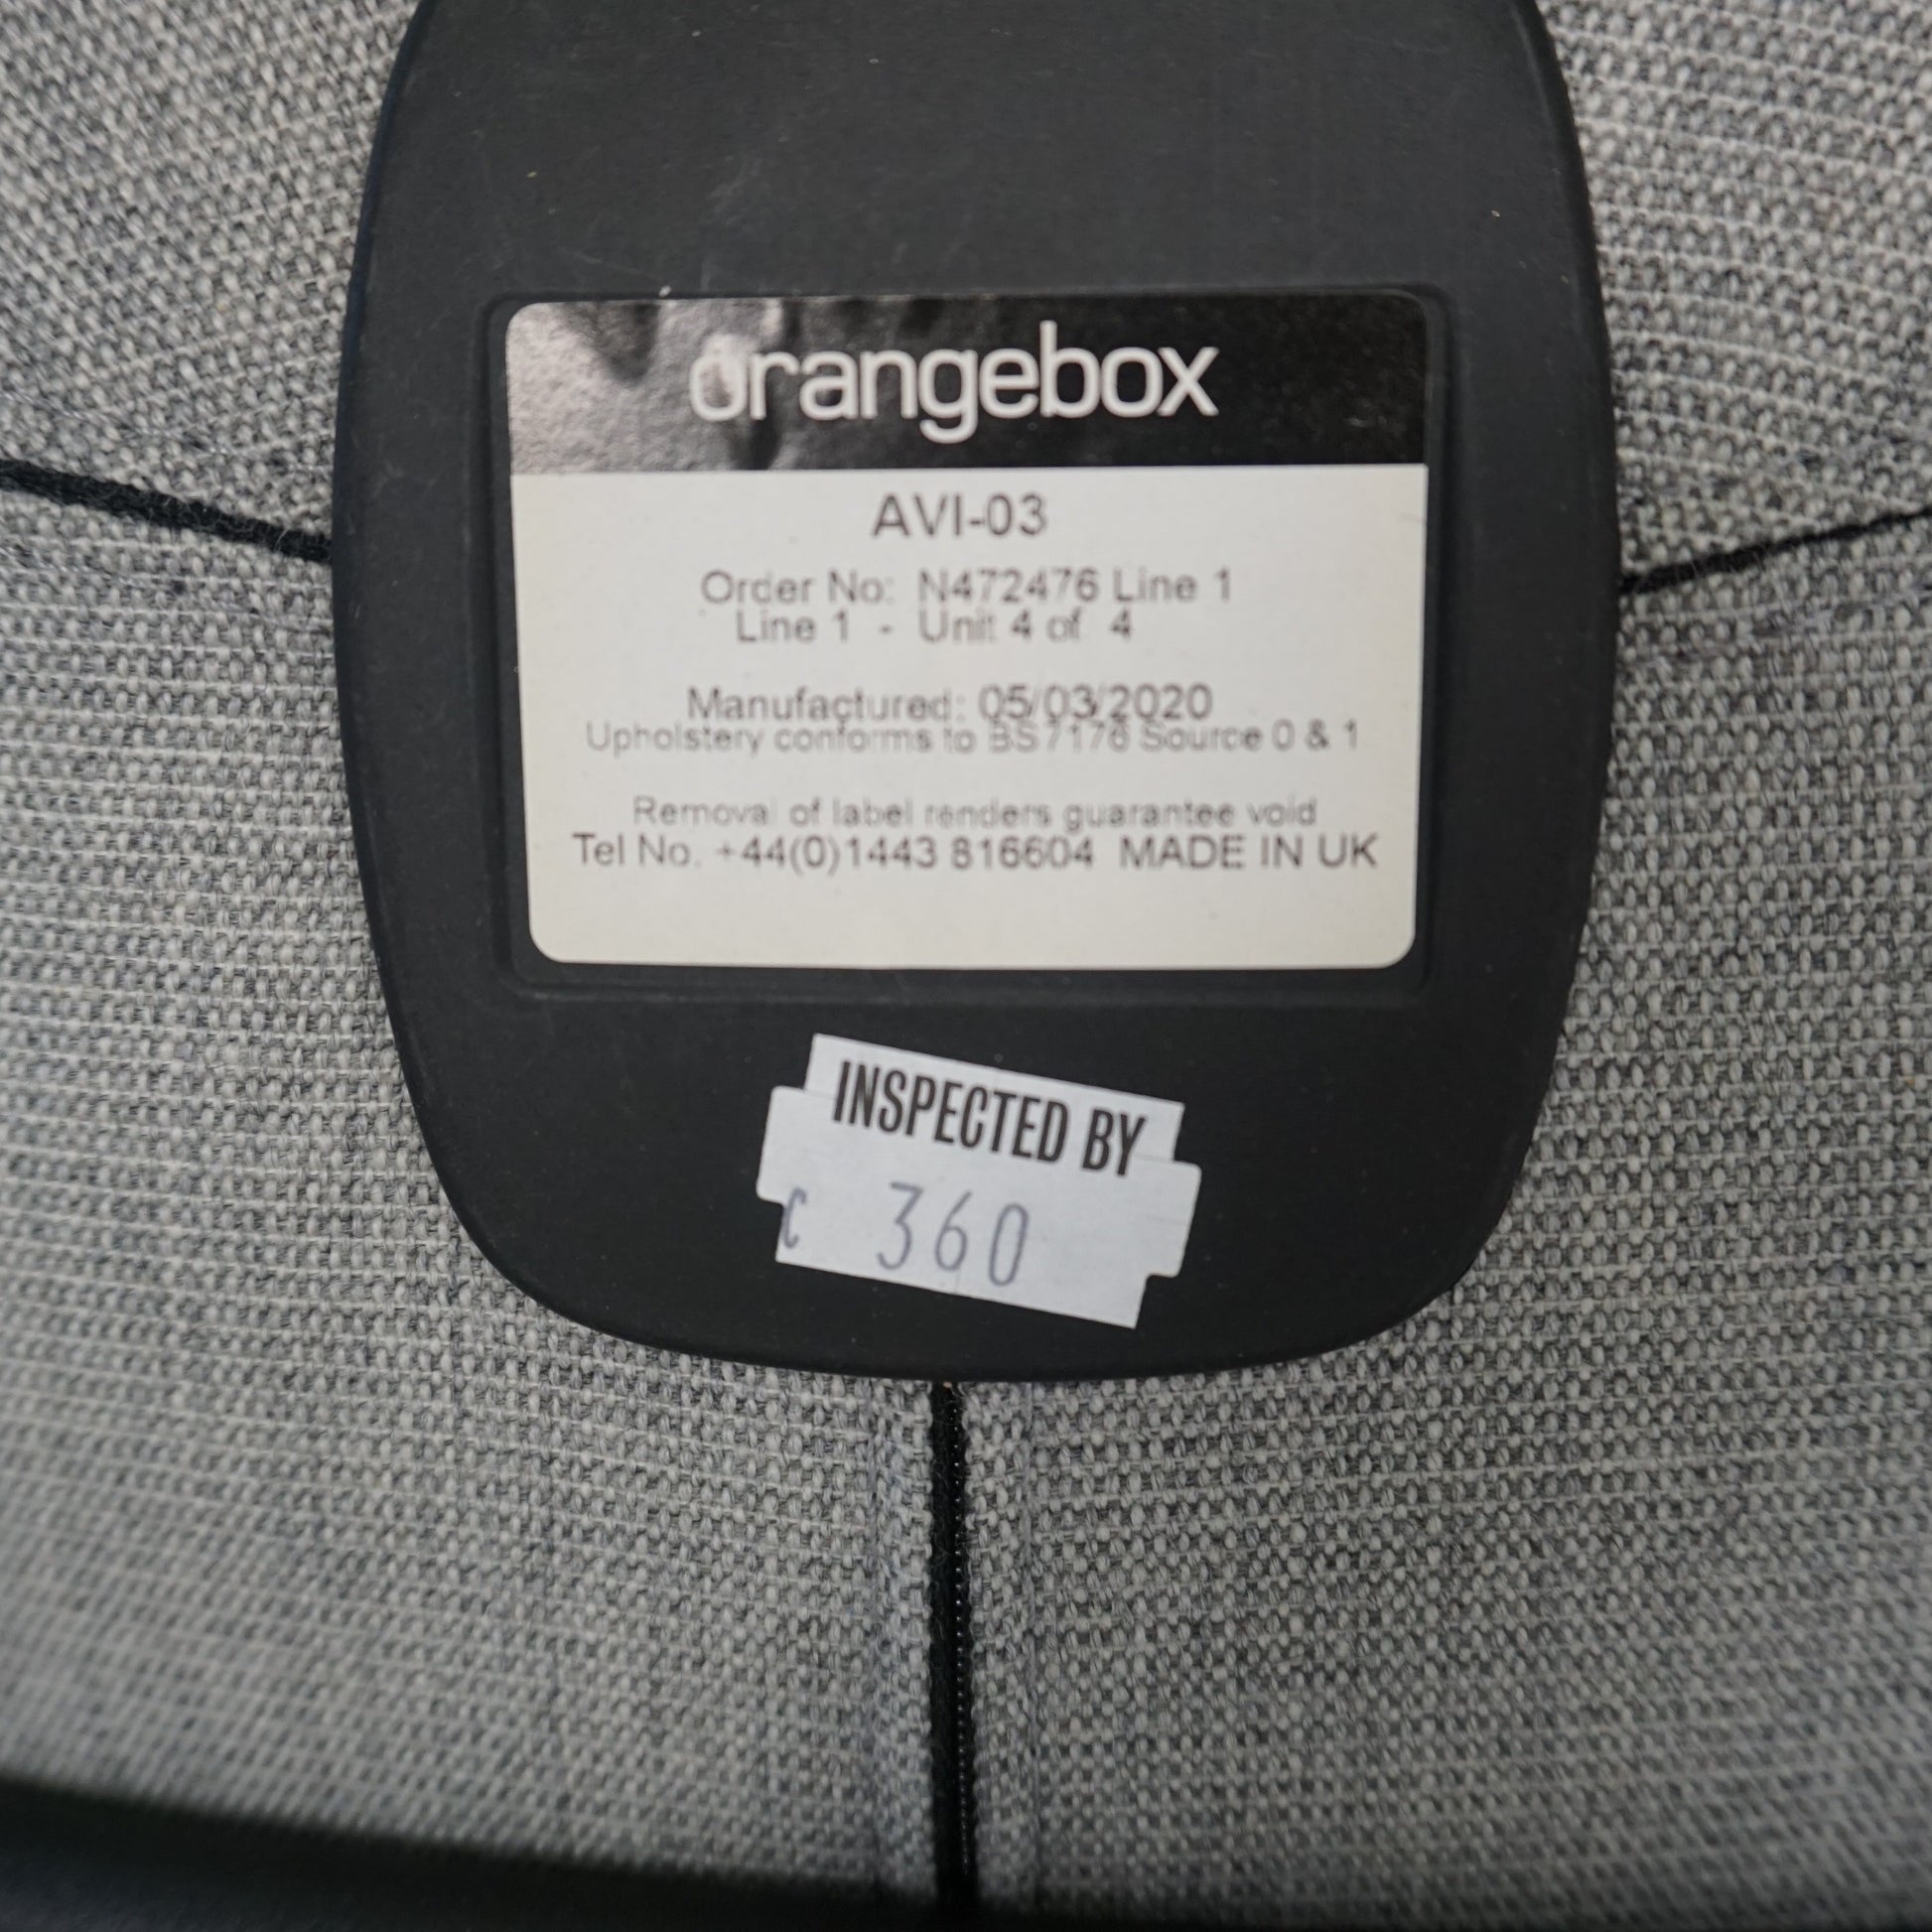 orangebox
AVI-03
Order No: N472476 Line 1
Line 1 - Unit 4 of 4
Manufactured: 05/03/2020
Upholstery conforms to BS7176 Source 0 & 1
Removal of label renders guarantee void
Tel No. +44(0)1443 816604 MADE IN UK
INSPECTED BY
360